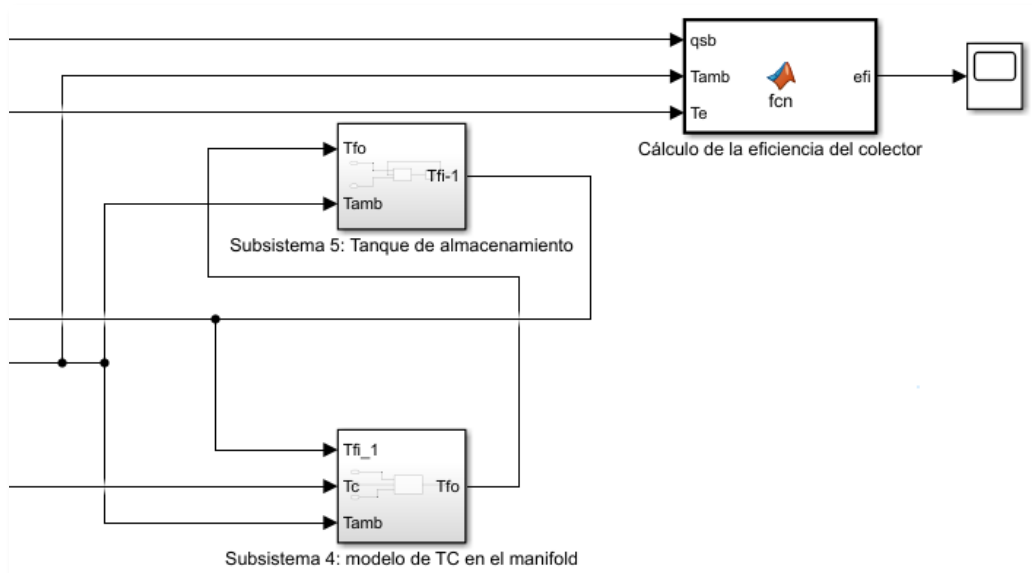 qsb
Tamb
Te
fcn
efi
Cálculo de la eficiencia del colector
Tfo
Tamb
Tfi-1
Subsistema 5: Tanque de almacenamiento
Tfi_1
Tc
Tamb
Tfo
Subsistema 4: modelo de TC en el manifold